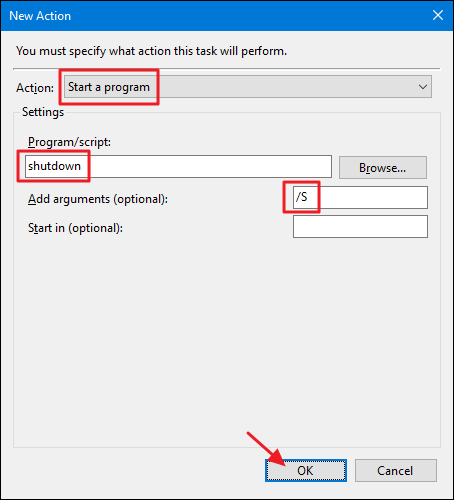 New Action
You must specify what action this task will perform.
Action: Start a program
Settings
Program/script:
shutdown Browse...
Add arguments (optional): /S
Start in (optional):
OK Cancel